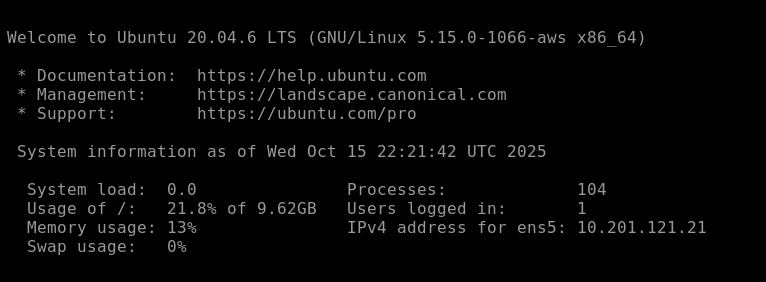 Welcome to Ubuntu 20.04.6 LTS (GNU/Linux 5.15.0-1066-aws x86_64)
* Documentation:  https://help.ubuntu.com
* Management:     https://landscape.canonical.com
* Support:        https://ubuntu.com/pro
System information as of Wed Oct 15 22:21:42 UTC 2025
System load:  0.0               Processes:             104
Usage of /:   21.8% of 9.62GB   Users logged in:       1
Memory usage: 13%               IPv4 address for ens5: 10.201.121.21
Swap usage:   0%